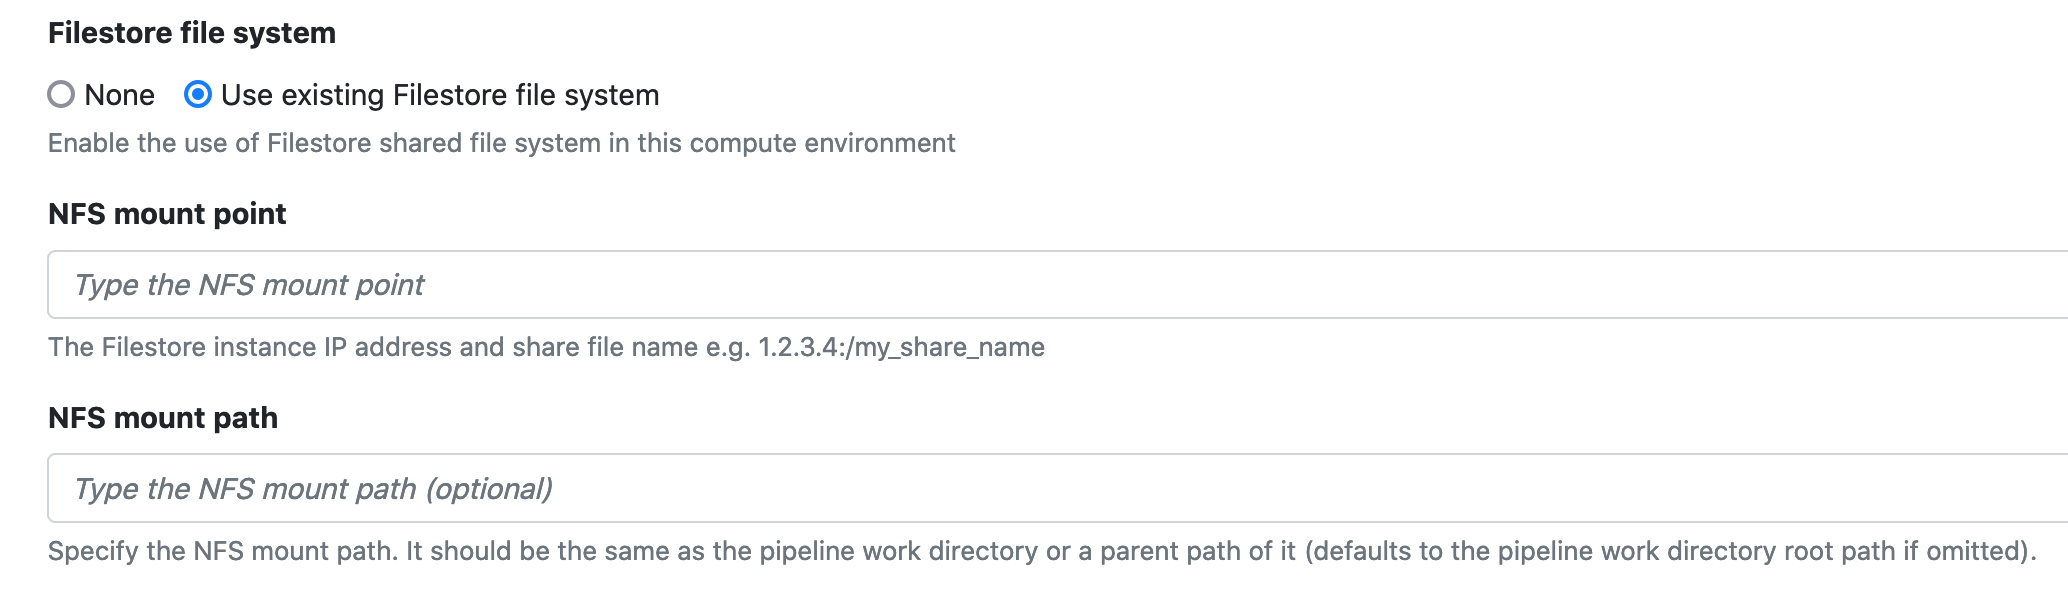 Filestore file system
None Use existing Filestore file system
Enable the use of Filestore shared file system in this compute environment
NFS mount point
Type the NFS mount point
The Filestore instance IP address and share file name e.g. 1.2.3.4:/my_share_name
NFS mount path
Type the NFS mount path (optional)
Specify the NFS mount path. It should be the same as the pipeline work directory or a parent path of it (defaults to the pipeline work directory root path if omitted).